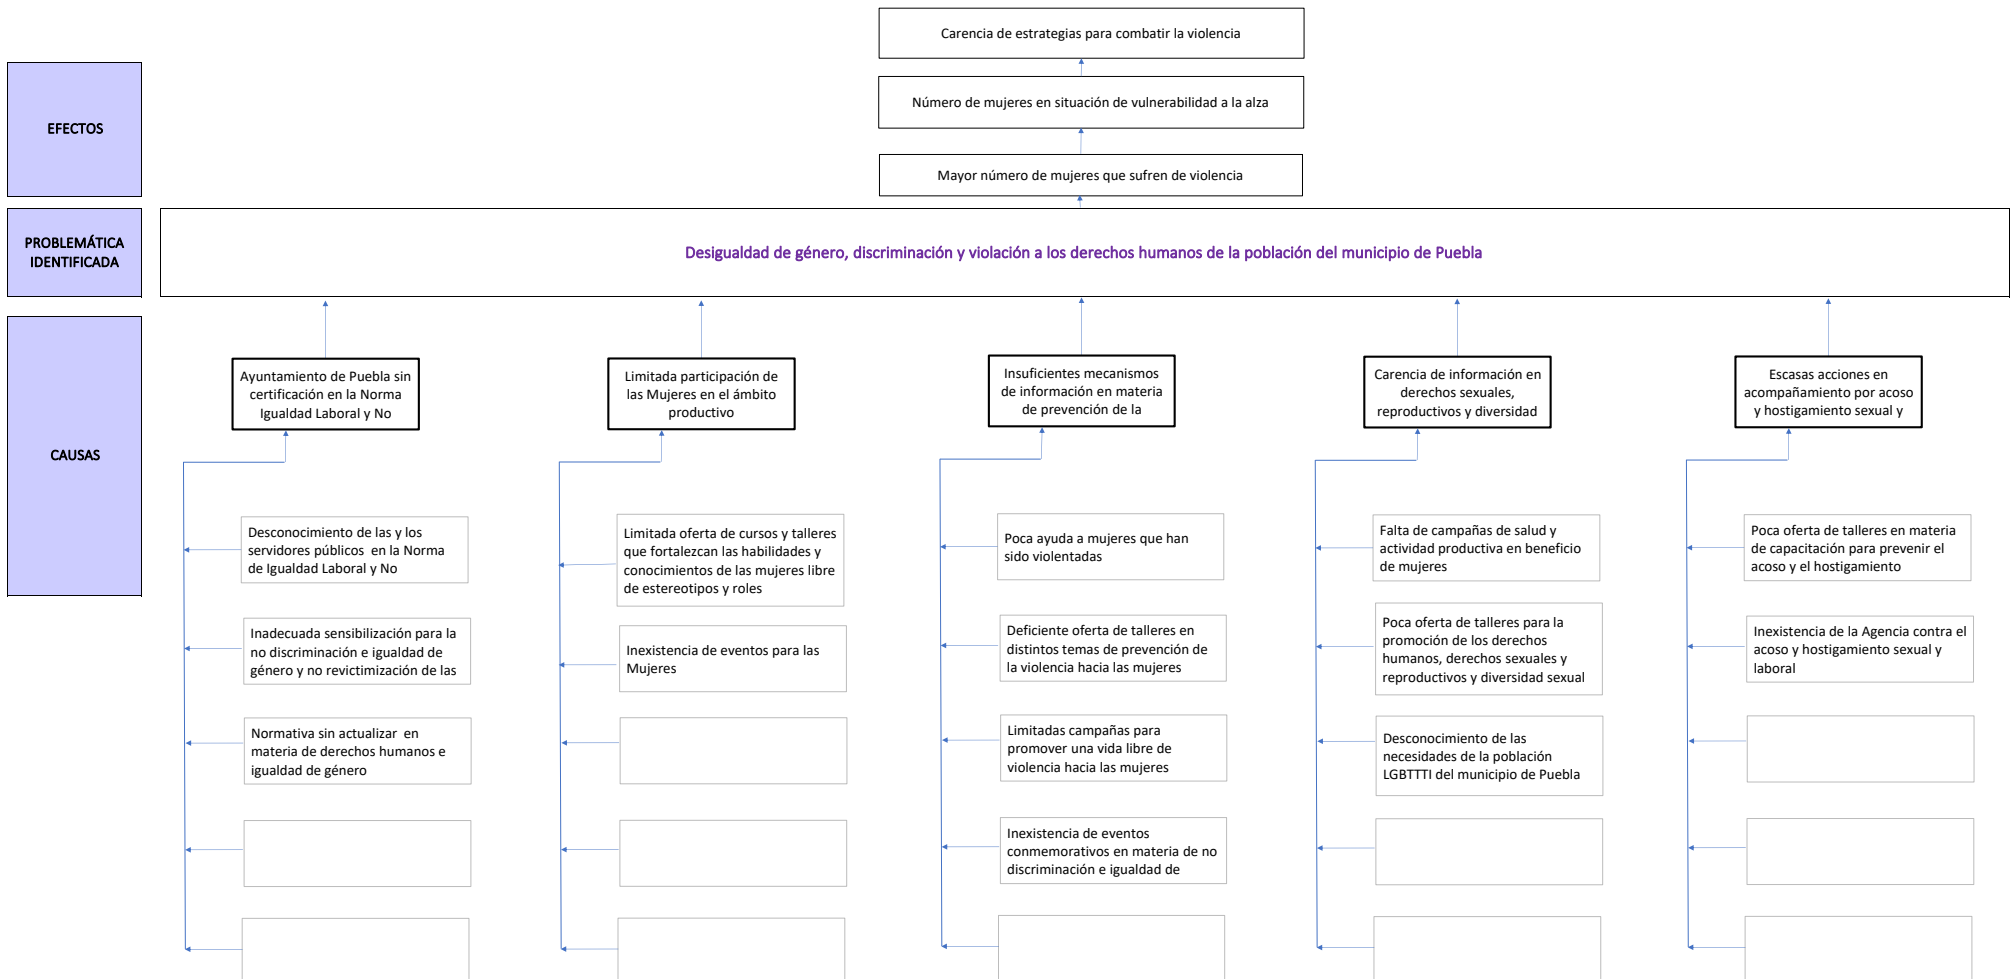 Carencia de estrategias para combatir la violencia
EFECTOS
Número de mujeres en situación de vulnerabilidad a la alza
Mayor número de mujeres que sufren de violencia
PROBLEMÁTICA
IDENTIFICADA
Desigualdad de género, discriminación y violación a los derechos humanos de la población del municipio de Puebla
CAUSAS
Ayuntamiento de Puebla sin
certificación en la Norma
Igualdad Laboral y No
Limitada participación de
las Mujeres en el ámbito
productivo
Insuficientes mecanismos
de información en materia
de prevención de la
Carencia de información en
derechos sexuales,
reproductivos y diversidad
Escasas acciones en
acompañamiento por acoso
y hostigamiento sexual y
Desconocimiento de las y los
servidores públicos  en la Norma
de Igualdad Laboral y No
Inadecuada sensibilización para la
no discriminación e igualdad de
género y no revictimización de las
Normativa sin actualizar  en
materia de derechos humanos e
igualdad de género
Limitada oferta de cursos y talleres
que fortalezcan las habilidades y
conocimientos de las mujeres libre
de estereotipos y roles
Inexistencia de eventos para las
Mujeres
Poca ayuda a mujeres que han
sido violentadas
Deficiente oferta de talleres en
distintos temas de prevención de
la violencia hacia las mujeres
Limitadas campañas para
promover una vida libre de
violencia hacia las mujeres
Inexistencia de eventos
conmemorativos en materia de no
discriminación e igualdad de
Falta de campañas de salud y
actividad productiva en beneficio
de mujeres
Poca oferta de talleres para la
promoción de los derechos
humanos, derechos sexuales y
reproductivos y diversidad sexual
Desconocimiento de las
necesidades de la población
LGBTTTI del municipio de Puebla
Poca oferta de talleres en materia
de capacitación para prevenir el
acoso y el hostigamiento
Inexistencia de la Agencia contra el
acoso y hostigamiento sexual y
laboral